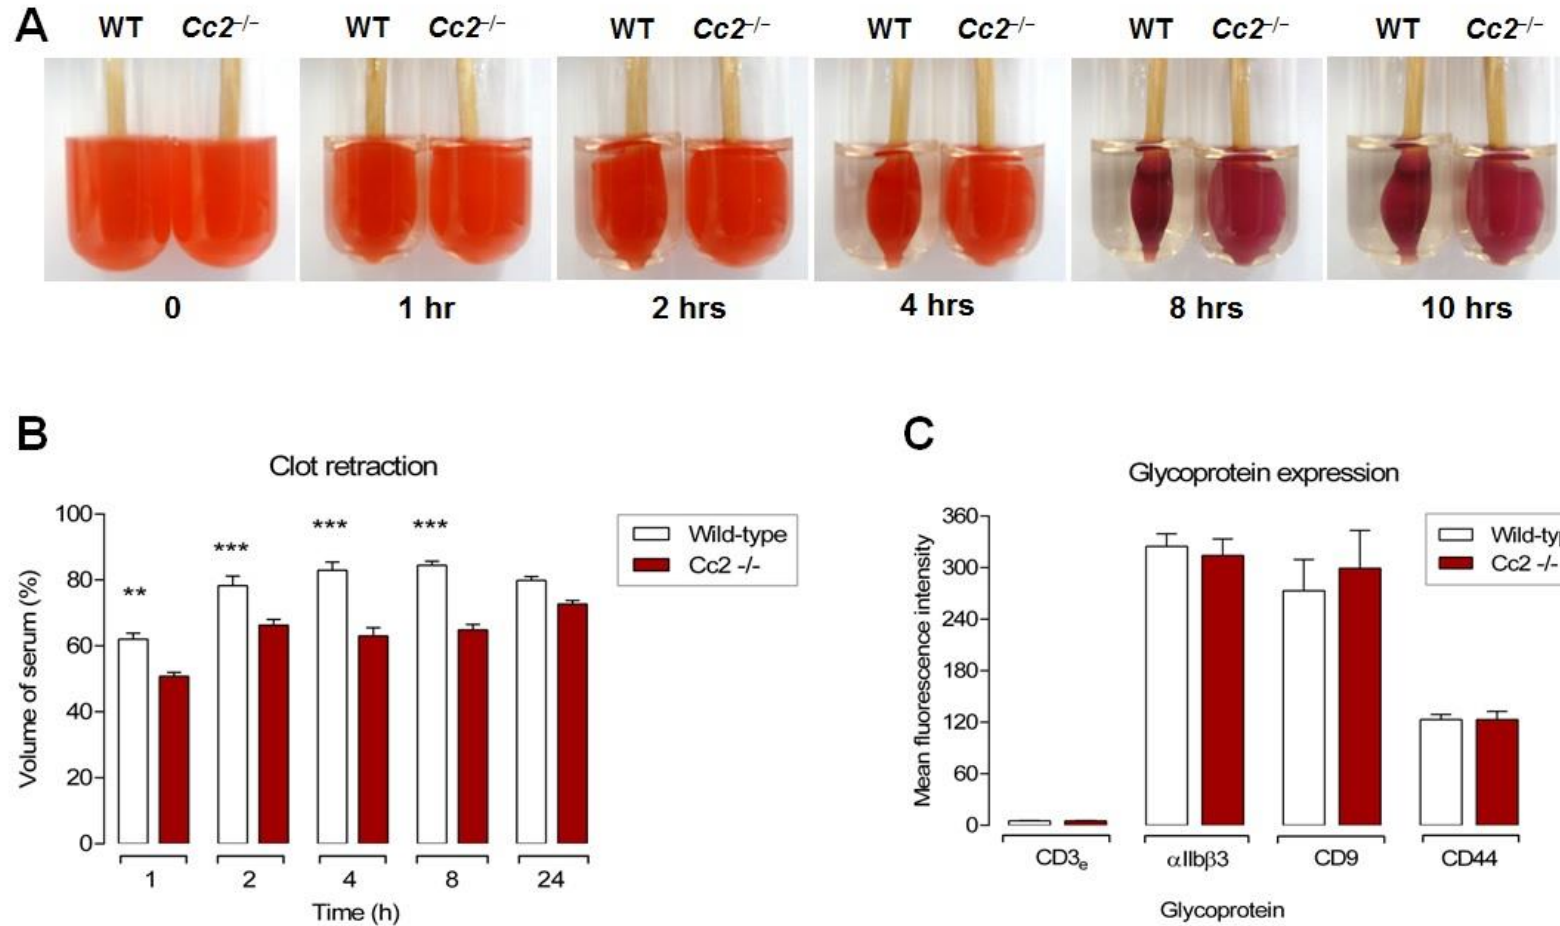 A
WT Cc2–/– WT Cc2–/– WT Cc2–/– WT Cc2–/– WT Cc2–/– WT Cc2–/–
0 1 hr 2 hrs 4 hrs 8 hrs 10 hrs
B
Clot retraction
Volume of serum (%)
100
80
60
40
20
0
** *** *** ***
Wild-type
Cc2 -/-
1 2 4 8 24
Time (h)
C
Glycoprotein expression
Mean fluorescence intensity
360
300
240
180
120
60
0
Wild-typ
Cc2 -/-
CD3e αIIbβ3 CD9 CD44
Glycoprotein